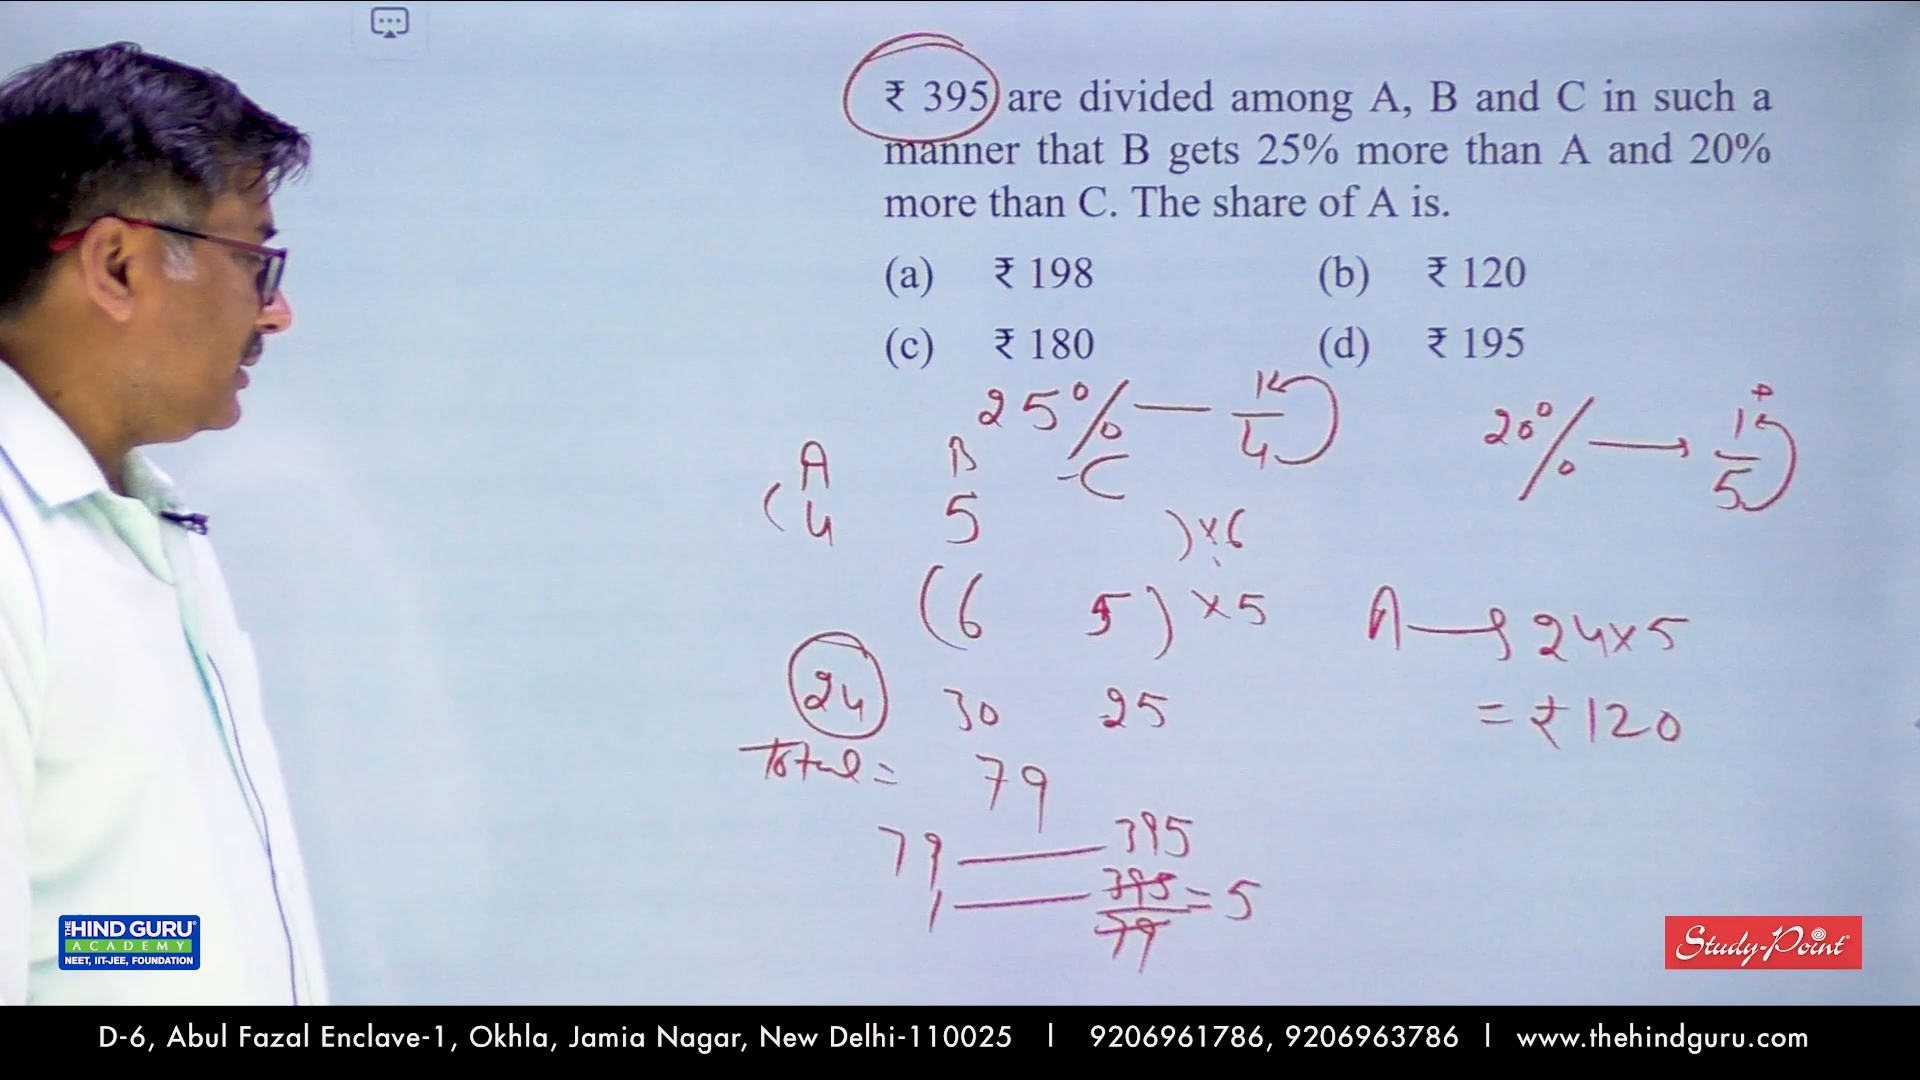 ₹ 395 are divided among A, B and C in such a
manner that B gets 25% more than A and 20%
more than C. The share of A is.
(a) ₹ 198 (b) ₹ 120
(c) ₹ 180 (d) ₹ 195
25% — 1/4
20% → 1/5
A B C
(4 5 ) × 6
(6 5) × 5
24 30 25
Total = 79
79 — 395
1 — 395/79 = 5
A → 24 × 5
= ₹ 120
THE HIND GURU
ACADEMY
NEET, IIT-JEE, FOUNDATION
Study-Point
D-6, Abul Fazal Enclave-1, Okhla, Jamia Nagar, New Delhi-110025 | 9206961786, 9206963786 | www.thehindguru.com